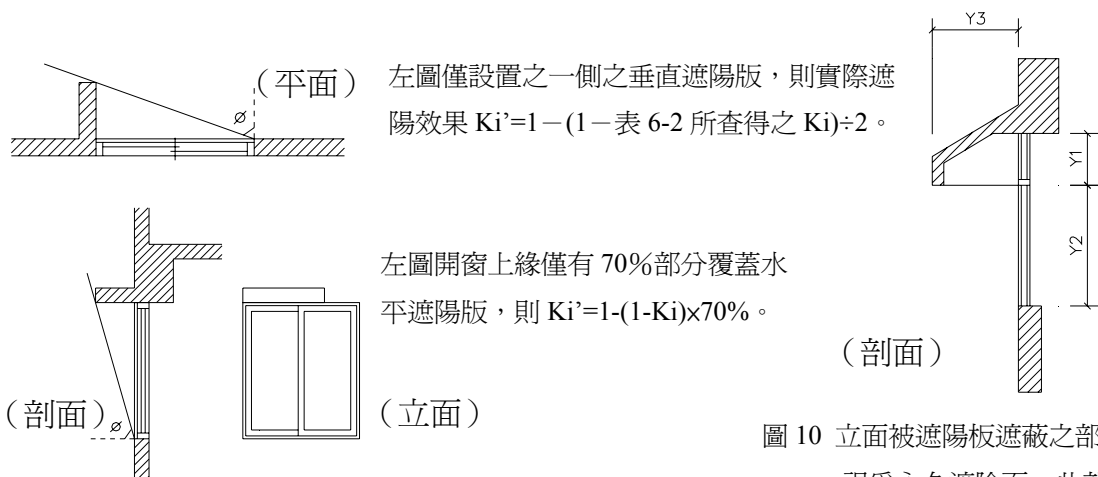 （平面）
左圖僅設置之一側之垂直遮陽版，則實際遮
陽效果 Ki’=1－(1－表 6-2 所查得之 Ki)÷2。
ø
Y3
Y1
Y2
（剖面）
左圖開窗上緣僅有 70%部分覆蓋水
平遮陽版，則 Ki’=1-(1-Ki)×70%。
（剖面）
ø
（立面）
圖 10 立面被遮陽板遮蔽之部